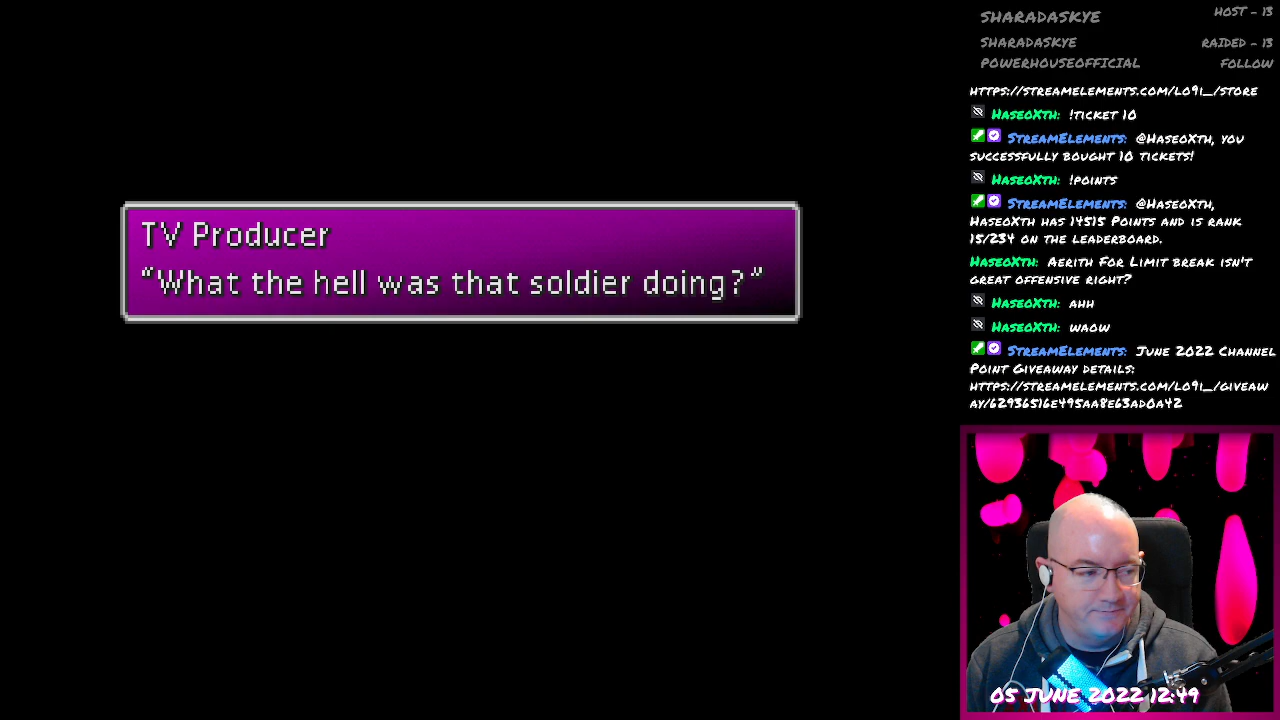 SHARADASKYE HOST - 13
SHARADASKYE RAIDED - 13
POWERHOUSEOFFICIAL FOLLOW
HTTPS://STREAMELEMENTS.COM/LO91_/STORE
HASEOXTH: !TICKET 10
STREAMELEMENTS: @HASEOXTH, YOU
SUCCESSFULLY BOUGHT 10 TICKETS!
HASEOXTH: !POINTS
STREAMELEMENTS: @HASEOXTH,
HASEOXTH HAS 14515 POINTS AND IS RANK
15/234 ON THE LEADERBOARD.
HASEOXTH: AERITH FOR LIMIT BREAK ISN'T
GREAT OFFENSIVE RIGHT?
HASEOXTH: AHH
HASEOXTH: WAOW
STREAMELEMENTS: JUNE 2022 CHANNEL
POINT GIVEAWAY DETAILS:
HTTPS://STREAMELEMENTS.COM/LO91_/GIVEAW
AY/62936516E495AA8E63AD0A42
TV Producer
“What the hell was that soldier doing?”
05 JUNE 2022 12:49